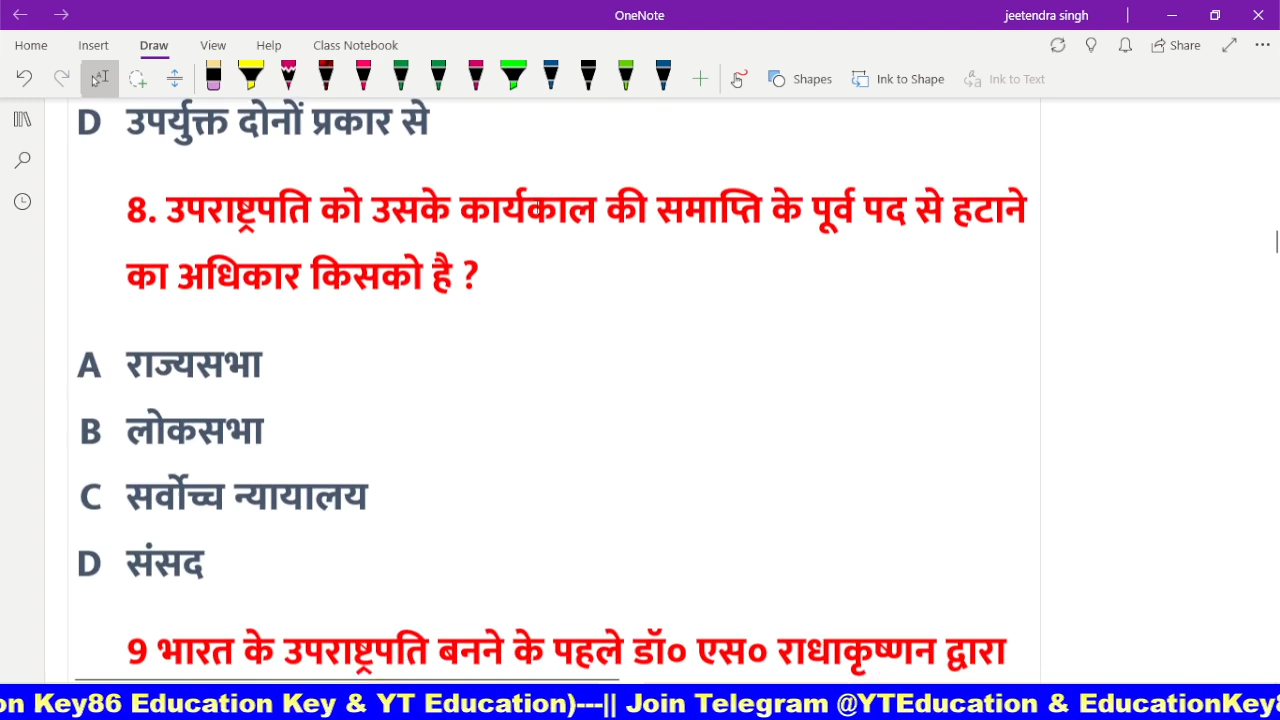 OneNote
jeetendra singh
Home Insert Draw View Help Class Notebook
Share
Shapes Ink to Shape Ink to Text
D उपर्युक्त दोनों प्रकार से
8. उपराष्ट्रपति को उसके कार्यकाल की समाप्ति के पूर्व पद से हटाने
का अधिकार किसको है ?
A राज्यसभा
B लोकसभा
C सर्वोच्च न्यायालय
D संसद
9 भारत के उपराष्ट्रपति बनने के पहले डॉ० एस० राधाकृष्णन द्वारा
on Key86 Education Key & YT Education)---|| Join Telegram @YTEducation & EducationKey8